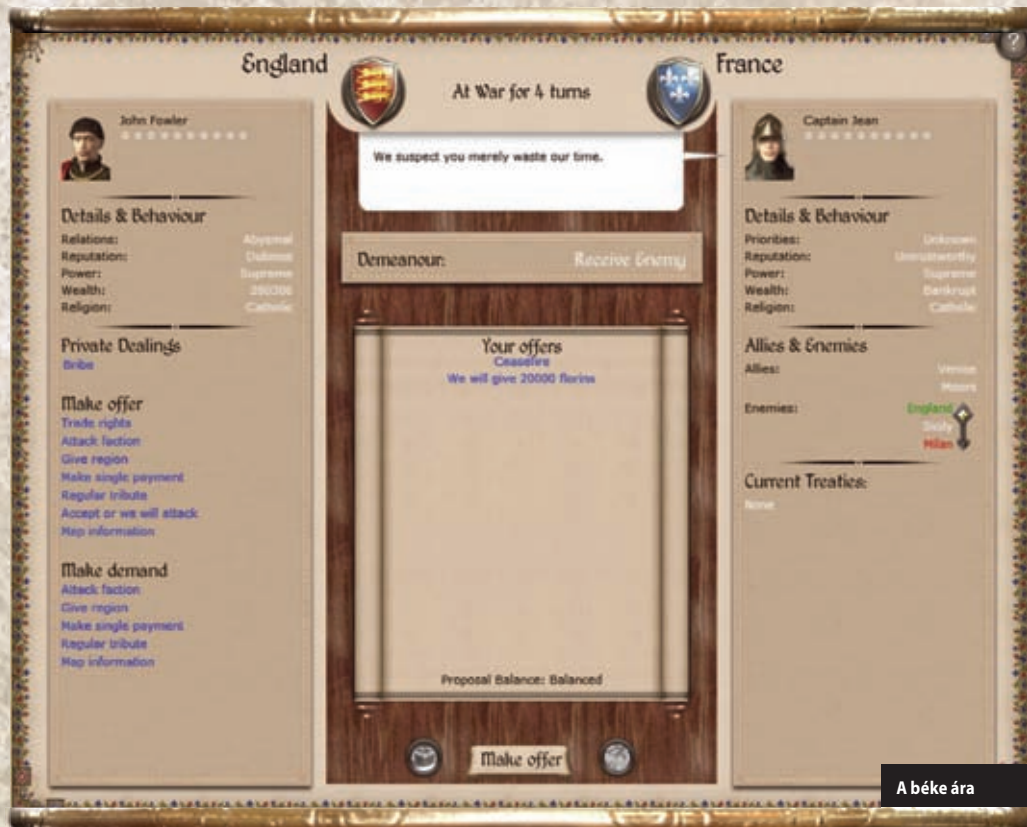 England
France
At War for 4 turns
John Fowler
Captain Jean
We suspect you merely waste our time.
Demeanour: Receive Enemy
Details & Behaviour
Relations: Abysmal
Reputation: Dubious
Power: Supreme
Wealth:
Religion: Catholic
Private Dealings
Bribe
Make offer
Trade rights
Attack faction
Give region
Make single payment
Regular tribute
Accept or we will attack
Map information
Make demand
Attack faction
Give region
Make single payment
Regular tribute
Map information
Your offers
Ceasefire
We will give 20000 florins
Proposal Balance: Balanced
Make offer
Details & Behaviour
Priorities: Unknown
Reputation: Untrustworthy
Power: Supreme
Wealth: Bankrupt
Religion: Catholic
Allies & Enemies
Allies: Venice
Moors
Enemies: England
Sicily
Milan
Current Treaties:
None
?
A béke ára